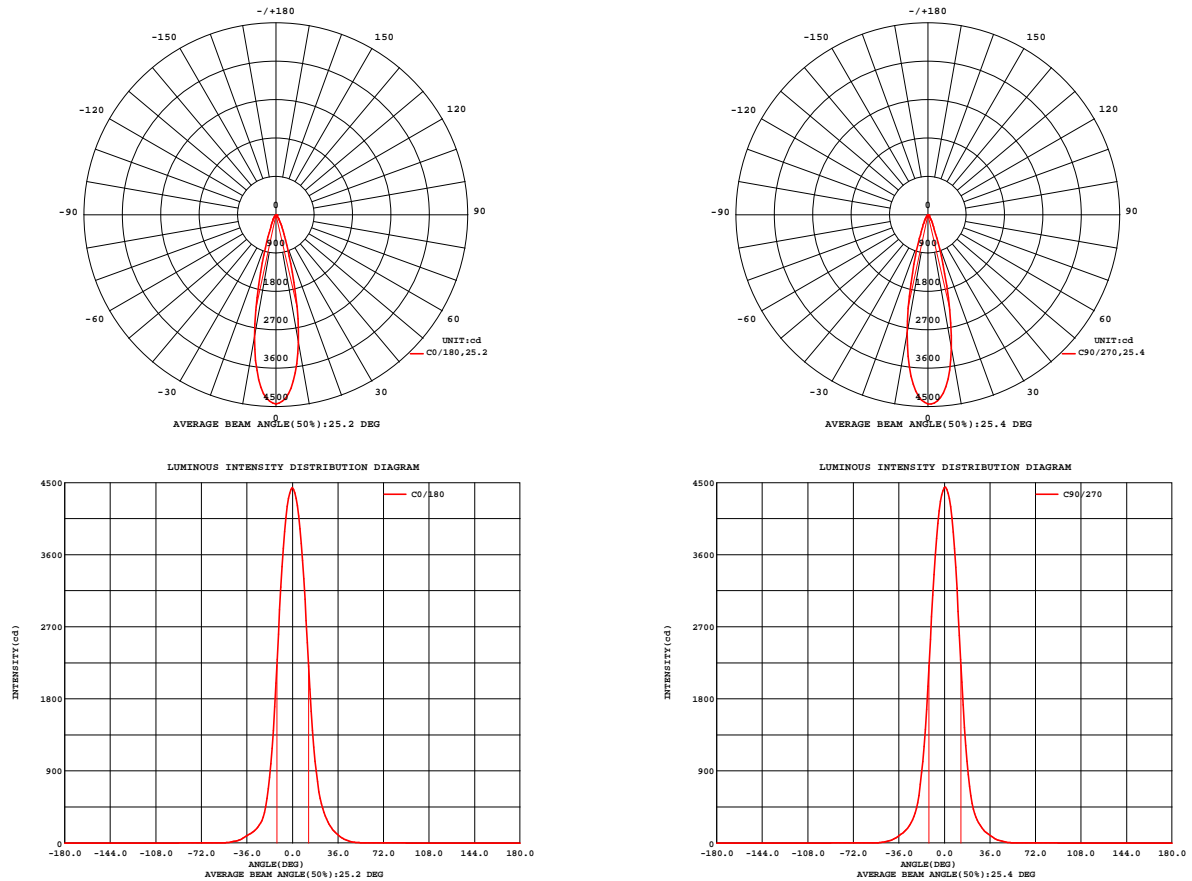 -/+180
-150 150
-120 120
-90 90
0
900
1800
-60 60
2700
UNIT:cd
C0/180,25.2
3600
-30 30
4500
0
AVERAGE BEAM ANGLE(50%):25.2 DEG
-/+180
-150 150
-120 120
-90 90
0
900
1800
-60 60
2700
UNIT:cd
C90/270,25.4
3600
-30 30
4500
0
AVERAGE BEAM ANGLE(50%):25.4 DEG
LUMINOUS INTENSITY DISTRIBUTION DIAGRAM
4500
C0/180
3600
2700
INTENSITY(cd)
1800
900
0
-180.0 -144.0 -108.0 -72.0 -36.0 0.0 36.0 72.0 108.0 144.0 180.0
ANGLE(DEG)
AVERAGE BEAM ANGLE(50%):25.2 DEG
LUMINOUS INTENSITY DISTRIBUTION DIAGRAM
4500
C90/270
3600
2700
INTENSITY(cd)
1800
900
0
-180.0 -144.0 -108.0 -72.0 -36.0 0.0 36.0 72.0 108.0 144.0 180.0
ANGLE(DEG)
AVERAGE BEAM ANGLE(50%):25.4 DEG